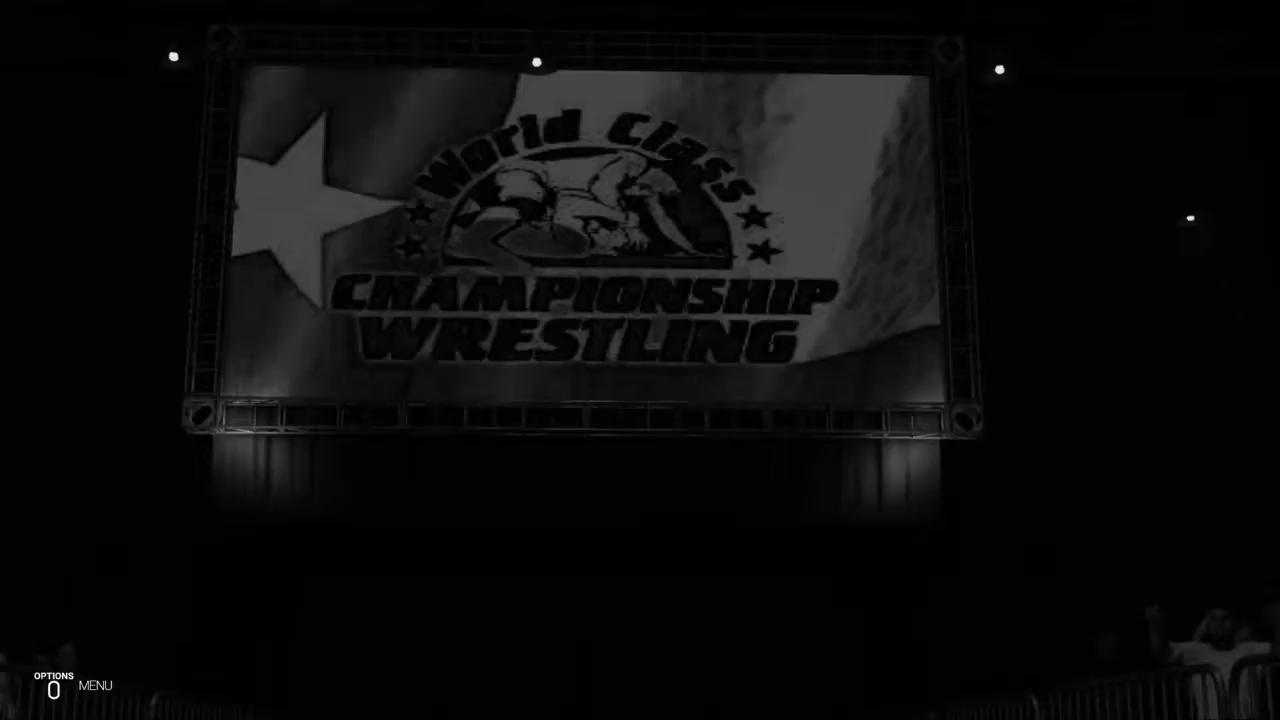 World Class
CHAMPIONSHIP
WRESTLING
OPTIONS
MENU